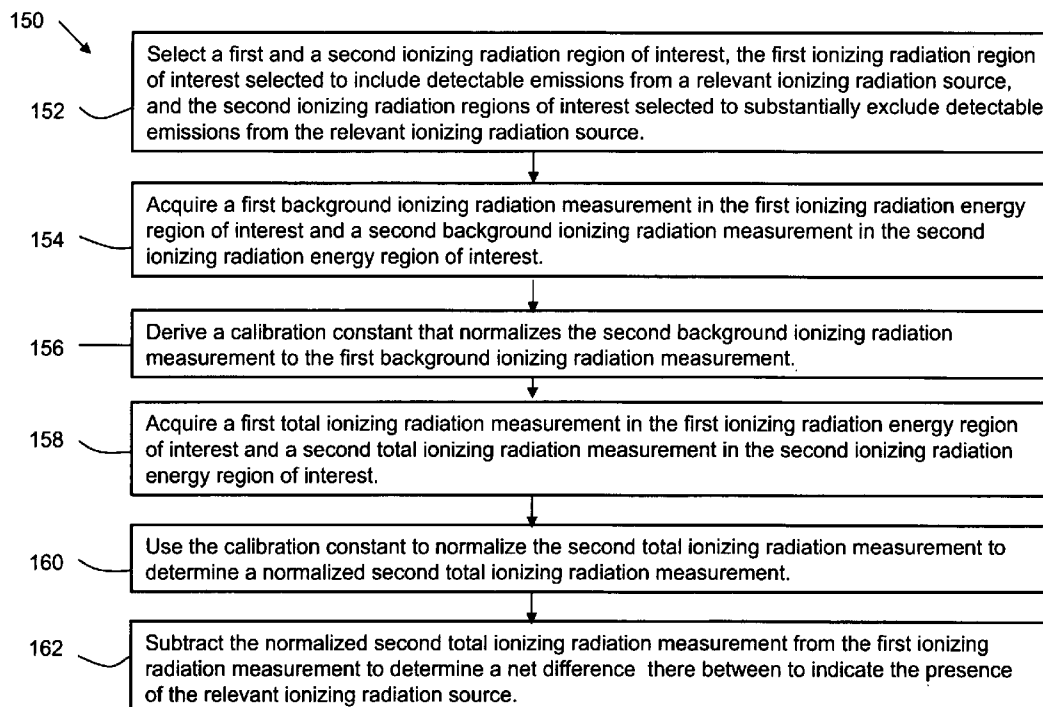 150
Select a first and a second ionizing radiation region of interest, the first ionizing radiation region
of interest selected to include detectable emissions from a relevant ionizing radiation source,
and the second ionizing radiation regions of interest selected to substantially exclude detectable
emissions from the relevant ionizing radiation source.
152
Acquire a first background ionizing radiation measurement in the first ionizing radiation energy
region of interest and a second background ionizing radiation measurement in the second
ionizing radiation energy region of interest.
154
Derive a calibration constant that normalizes the second background ionizing radiation
measurement to the first background ionizing radiation measurement.
156
Acquire a first total ionizing radiation measurement in the first ionizing radiation energy region
of interest and a second total ionizing radiation measurement in the second ionizing radiation
energy region of interest.
158
Use the calibration constant to normalize the second total ionizing radiation measurement to
determine a normalized second total ionizing radiation measurement.
160
Subtract the normalized second total ionizing radiation measurement from the first ionizing
radiation measurement to determine a net difference there between to indicate the presence
of the relevant ionizing radiation source.
162